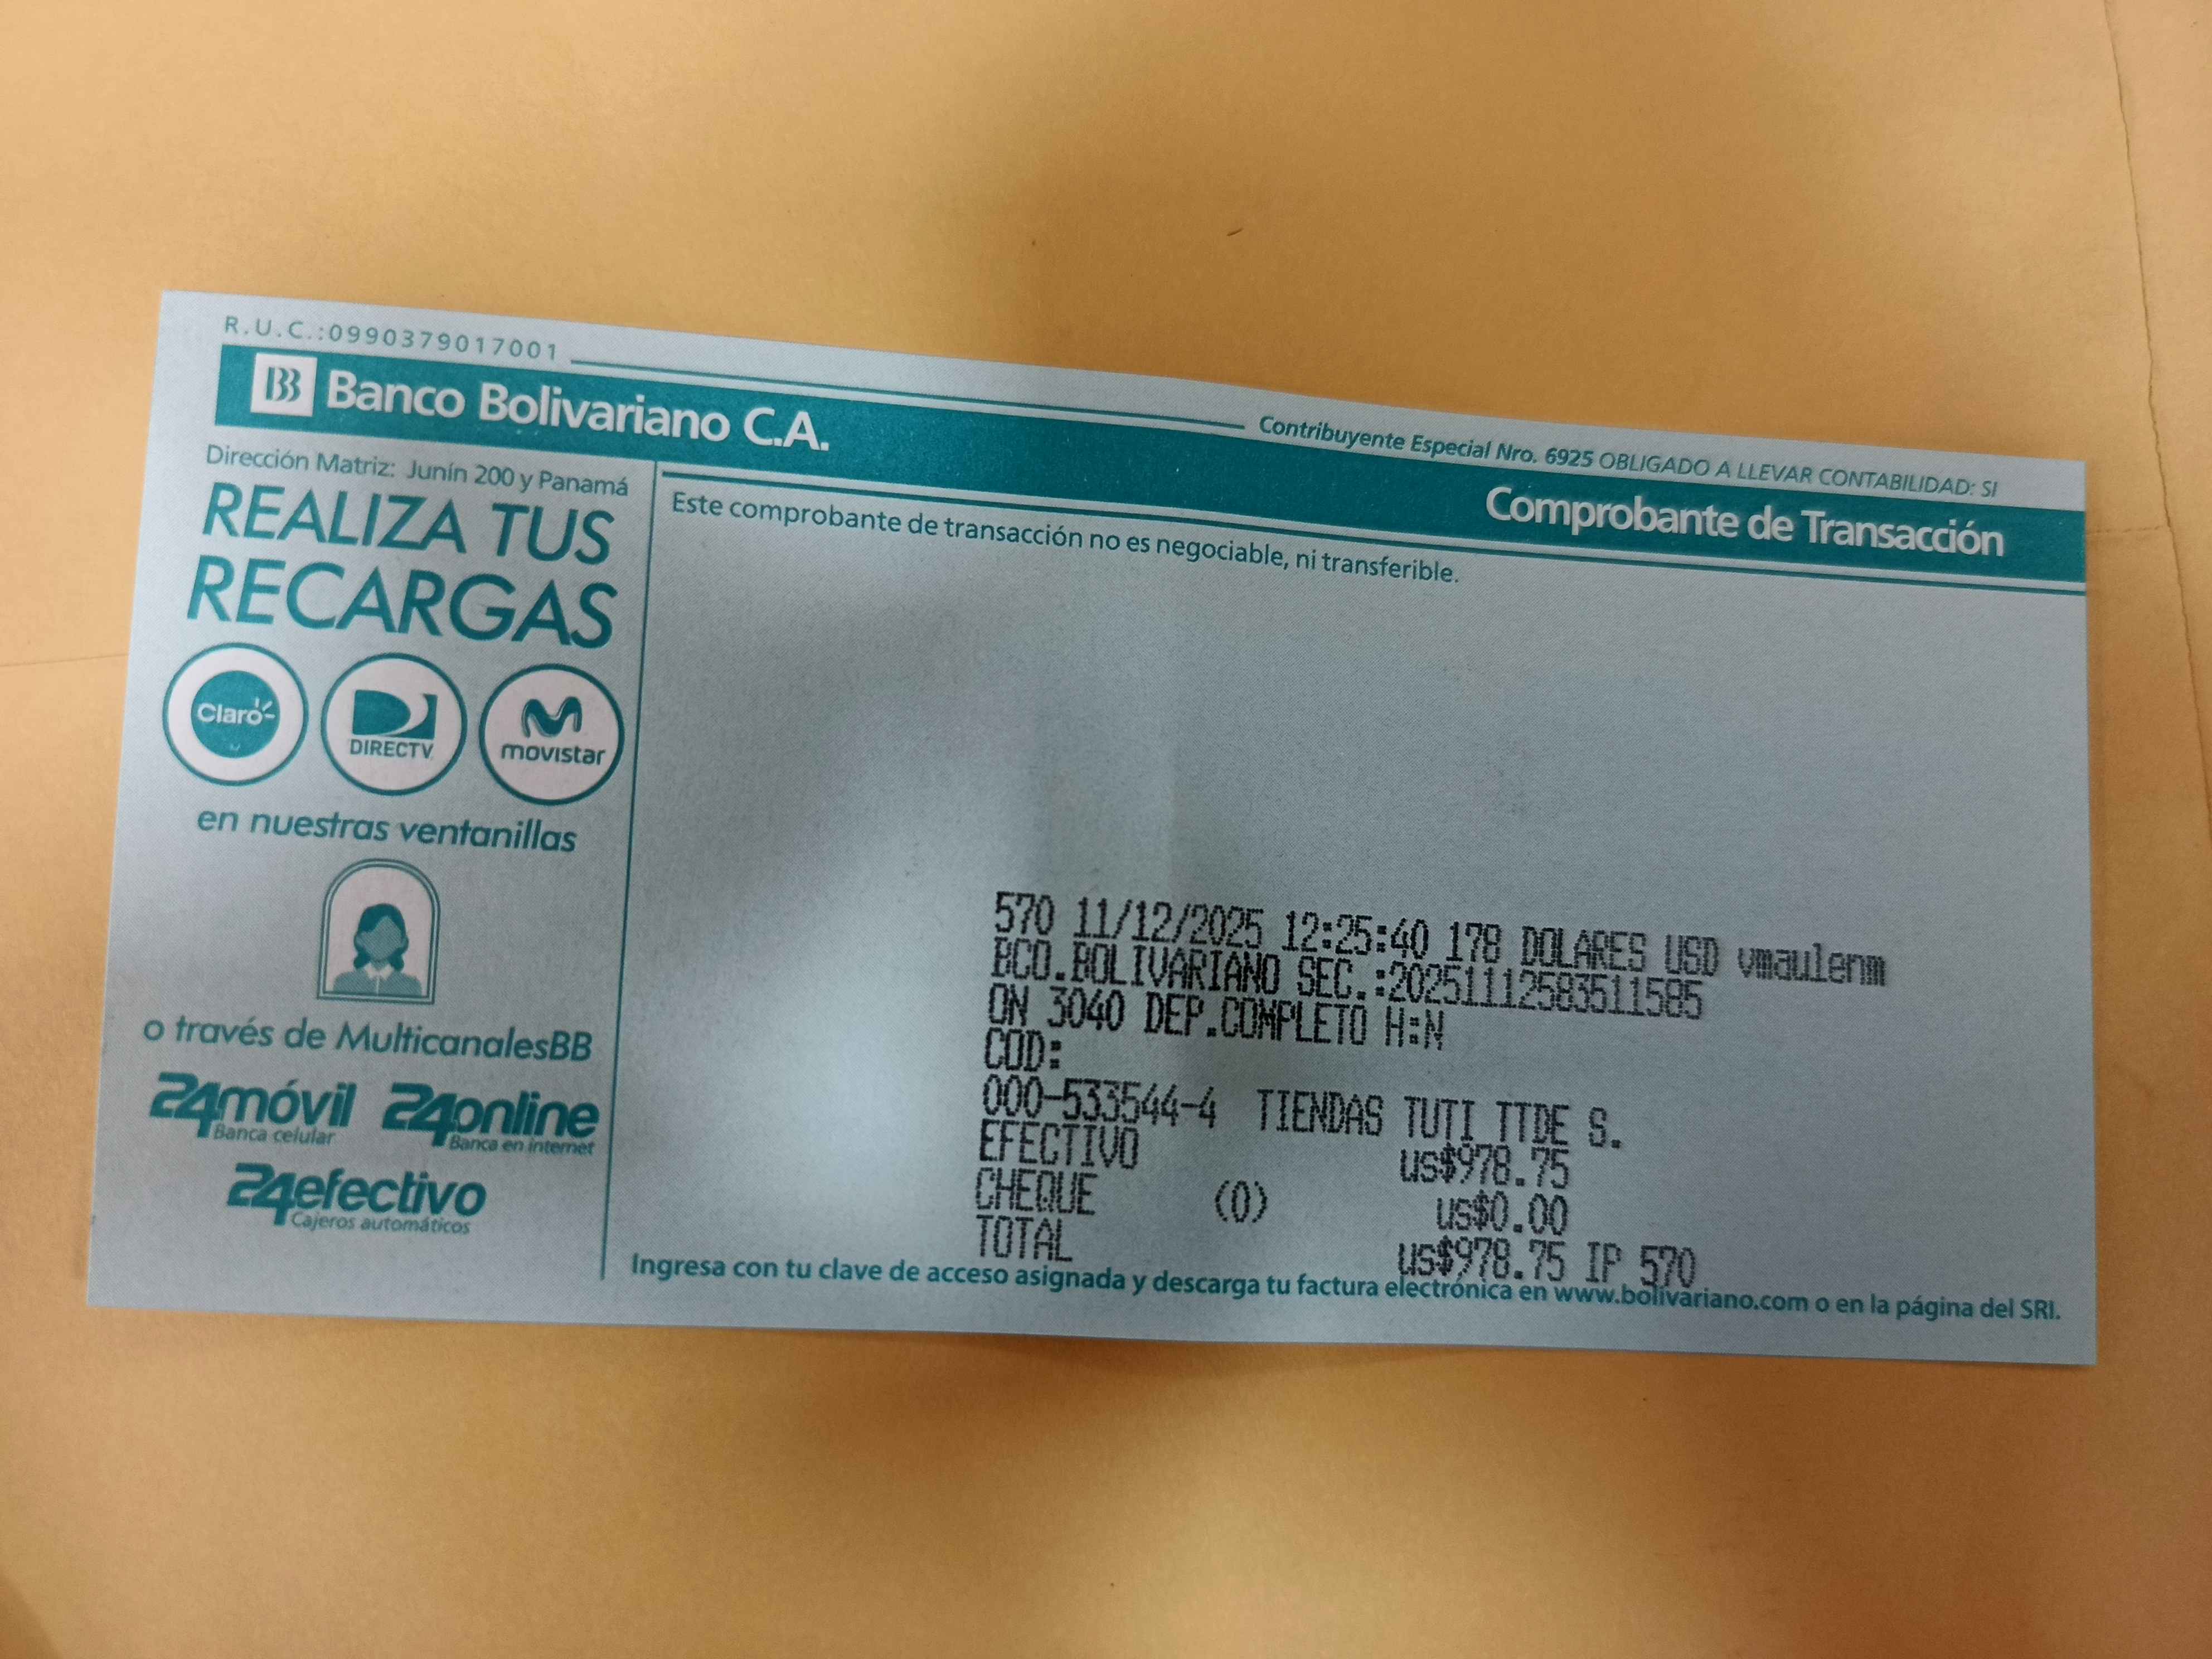 R.U.C.:0990379017001
BB Banco Bolivariano C.A.
Contribuyente Especial Nro. 6925 OBLIGADO A LLEVAR CONTABILIDAD: SI
Comprobante de Transacción
Dirección Matriz: Junín 200 y Panamá
REALIZA TUS
RECARGAS
Claro
DIRECTV
movistar
en nuestras ventanillas
o través de MulticanalesBB
24móvil
Banca celular
24online
Banca en internet
24efectivo
Cajeros automáticos
Este comprobante de transacción no es negociable, ni transferible.
570 11/12/2025 12:25:40 178 DOLARES USD vmaulenm
BCO.BOLIVARIANO SEC.:20251112583511585
ON 3040 DEP.COMPLETO H:N
COD:
000-533544-4 TIENDAS TUTI TTDE S.
EFECTIVO us$978.75
CHEQUE (0) us$0.00
TOTAL us$978.75 IP 570
Ingresa con tu clave de acceso asignada y descarga tu factura electrónica en www.bolivariano.com o en la página del SRI.